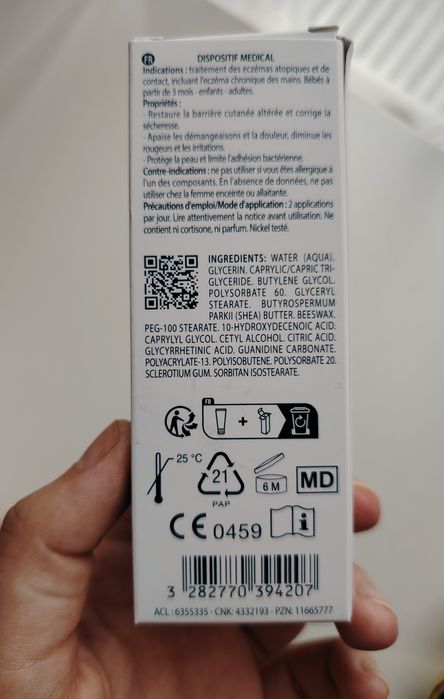 FR DISPOSITIF MEDICAL
Indications : traitement des eczémas atopiques et de
contact, incluant l'eczéma chronique des mains. Bébés à
partir de 3 mois - enfants - adultes.
Propriétés :
- Restaure la barrière cutanée altérée et corrige la
sécheresse.
- Apaise les démangeaisons et la douleur, diminue les
rougeurs et les irritations.
- Protège la peau et limite l'adhésion bactérienne.
Contre-indications : ne pas utiliser si vous êtes allergique à
l'un des composants. En l'absence de données, ne pas
utiliser chez la femme enceinte ou allaitante.
Précautions d'emploi/Mode d'application : 2 applications
par jour. Lire attentivement la notice avant utilisation. Ne
contient ni cortisone, ni parfum. Nickel testé.
INGREDIENTS: WATER (AQUA).
GLYCERIN. CAPRYLIC/CAPRIC TRI-
GLYCERIDE. BUTYLENE GLYCOL.
POLYSORBATE 60. GLYCERYL
STEARATE. BUTYROSPERMUM
PARKII (SHEA) BUTTER. BEESWAX.
PEG-100 STEARATE. 10-HYDROXYDECENOIC ACID.
CAPRYLYL GLYCOL. CETYL ALCOHOL. CITRIC ACID.
GLYCYRRHETINIC ACID. GUANIDINE CARBONATE.
POLYACRYLATE-13. POLYISOBUTENE. POLYSORBATE 20.
SCLEROTIUM GUM. SORBITAN ISOSTEARATE.
FR
+
25 °C
21
PAP
6 M
MD
CE 0459
i
3 282770 394207
ACL : 6355335 - CNK: 4332193 - PZN: 11665777